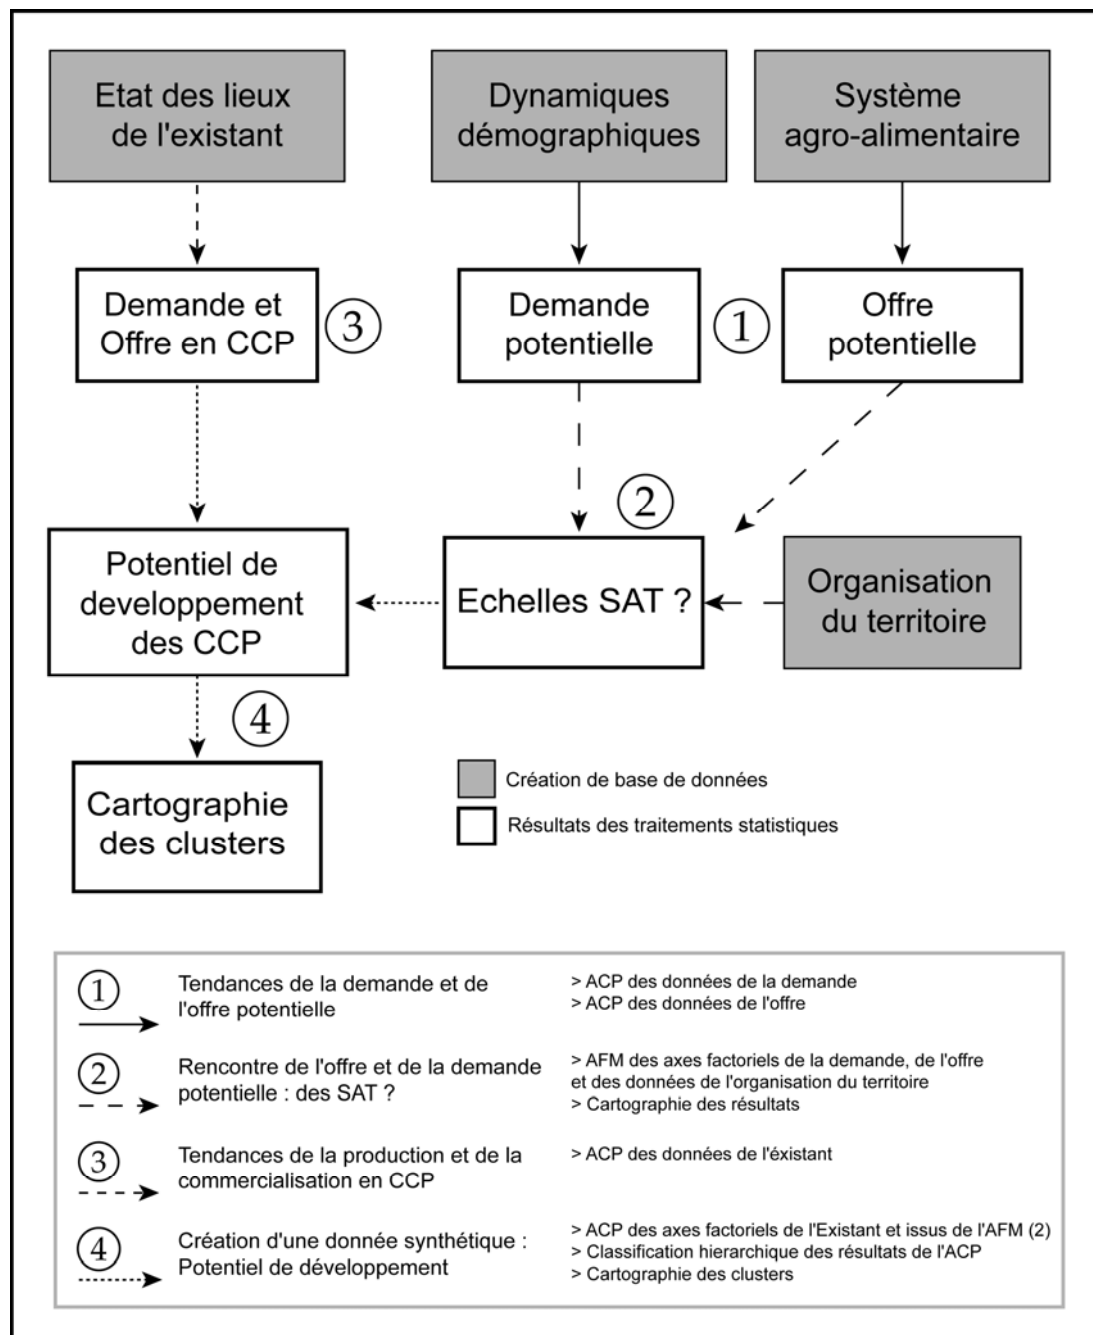 Etat des lieux
de l'existant
Dynamiques
démographiques
Système
agro-alimentaire
Demande et
Offre en CCP
3
Demande
potentielle
1
Offre
potentielle
2
Potentiel de
developpement
des CCP
Echelles SAT ?
Organisation
du territoire
4
Cartographie
des clusters
Création de base de données
Résultats des traitements statistiques
1
Tendances de la demande et de
l'offre potentielle
> ACP des données de la demande
> ACP des données de l'offre
2
Rencontre de l'offre et de la demande
potentielle : des SAT ?
> AFM des axes factoriels de la demande, de l'offre
et des données de l'organisation du territoire
> Cartographie des résultats
3
Tendances de la production et de la
commercialisation en CCP
> ACP des données de l'éxistant
4
Création d'une donnée synthétique :
Potentiel de développement
> ACP des axes factoriels de l'Existant et issus de l'AFM (2)
> Classification hierarchique des résultats de l'ACP
> Cartographie des clusters